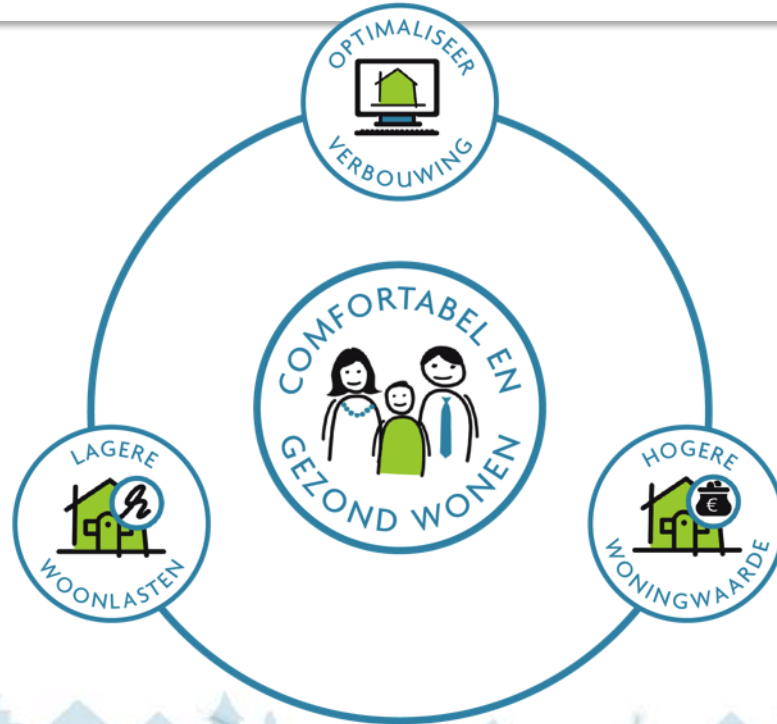 OPTIMALISEER
VERBOUWING
COMFORTABEL EN
GEZOND WONEN
LAGERE
WOONLASTEN
HOGERE
€
WONINGWAARDE